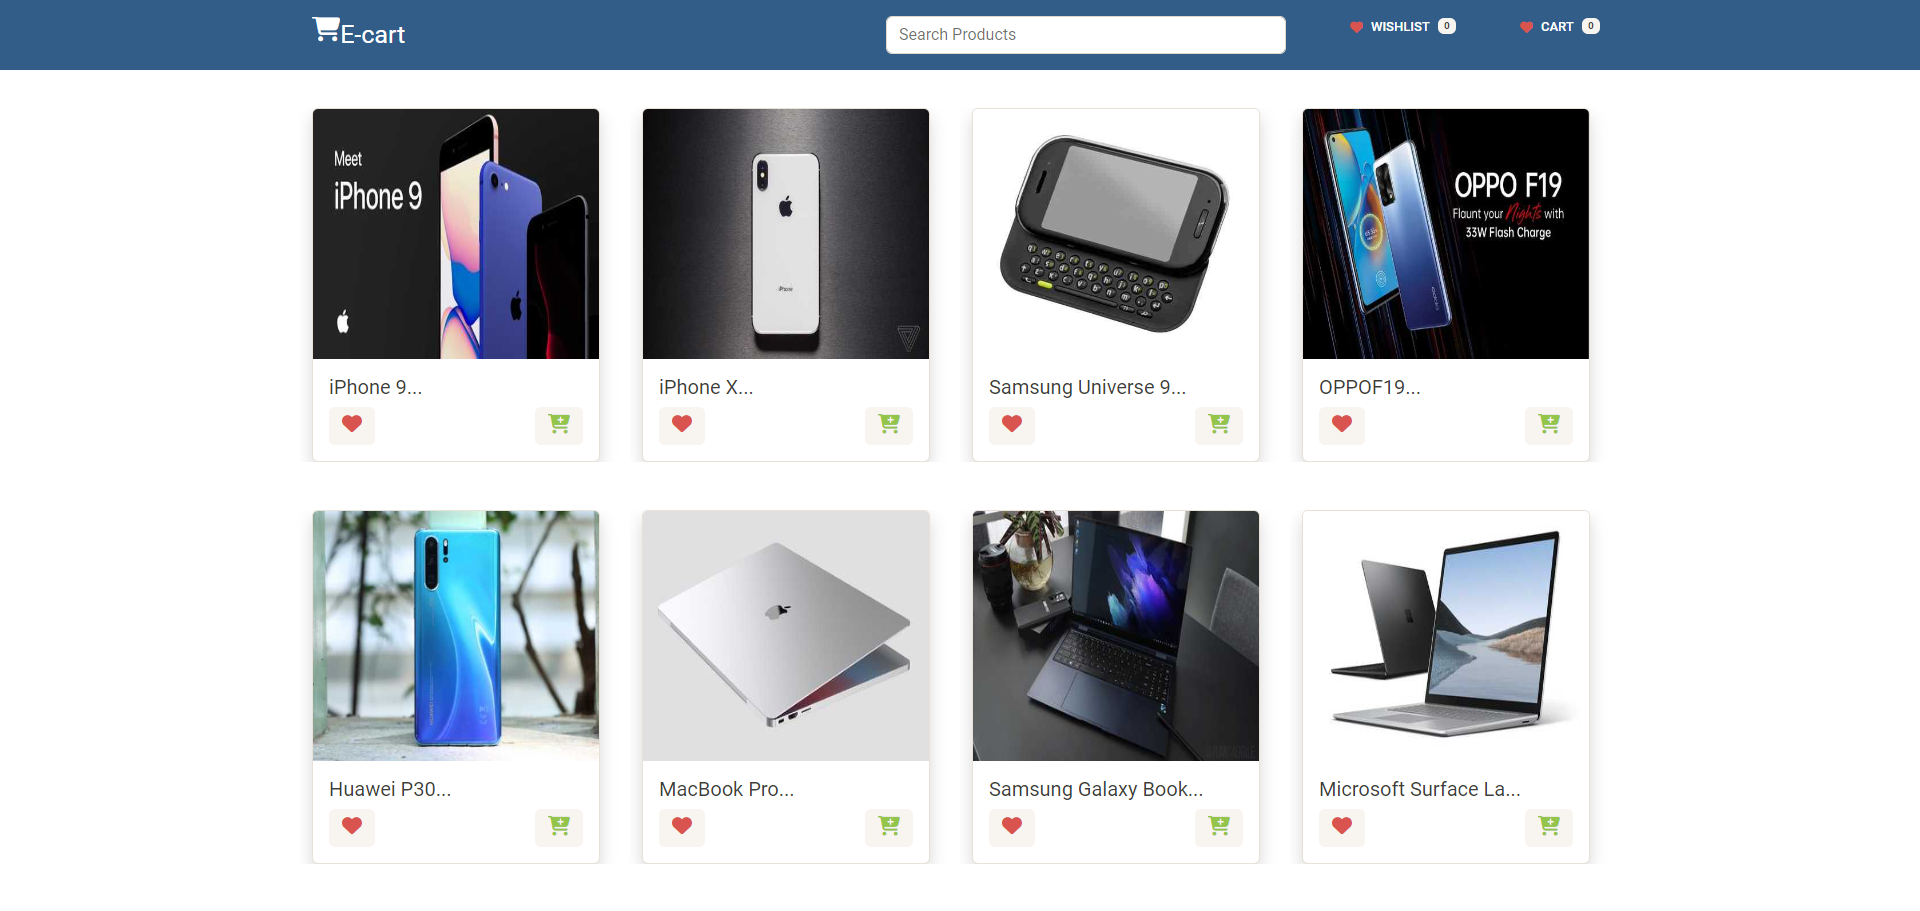 E-cart
Search Products
WISHLIST 0
CART 0
Meet
iPhone 9
iPhone
OPPO F19
Flaunt your Nights with
33W Flash Charge
iPhone 9...
iPhone X...
Samsung Universe 9...
OPPOF19...
Huawei P30...
MacBook Pro...
Samsung Galaxy Book...
Microsoft Surface La...